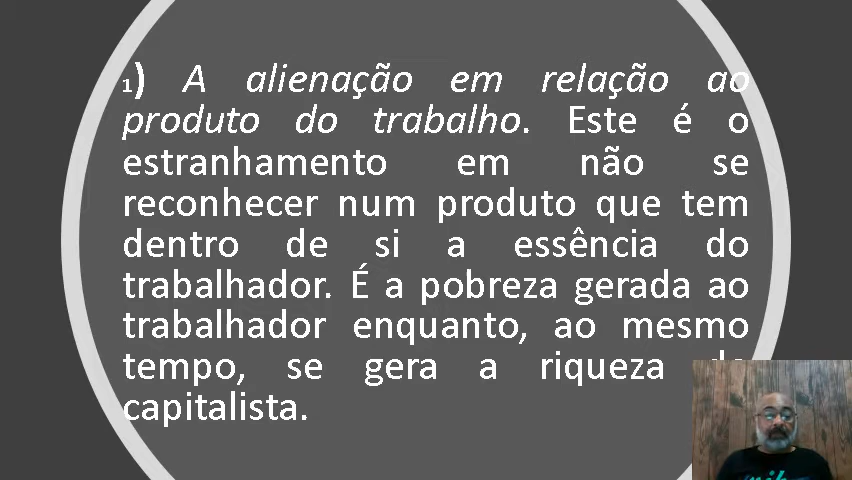 1) A alienação em relação ao
produto do trabalho. Este é o
estranhamento em não se
reconhecer num produto que tem
dentro de si a essência do
trabalhador. É a pobreza gerada ao
trabalhador enquanto, ao mesmo
tempo, se gera a riqueza
capitalista.